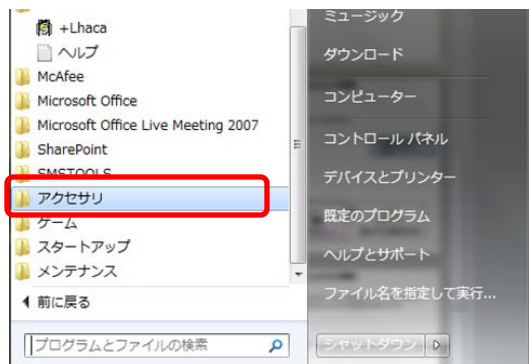 +Lhaca
ヘルプ
McAfee
Microsoft Office
Microsoft Office Live Meeting 2007
SharePoint
SMSTOOLS
アクセサリ
ゲーム
スタートアップ
メンテナンス
前に戻る
プログラムとファイルの検索
ミュージック
ダウンロード
コンピューター
コントロール パネル
デバイスとプリンター
既定のプログラム
ヘルプとサポート
ファイル名を指定して実行...
シャットダウン